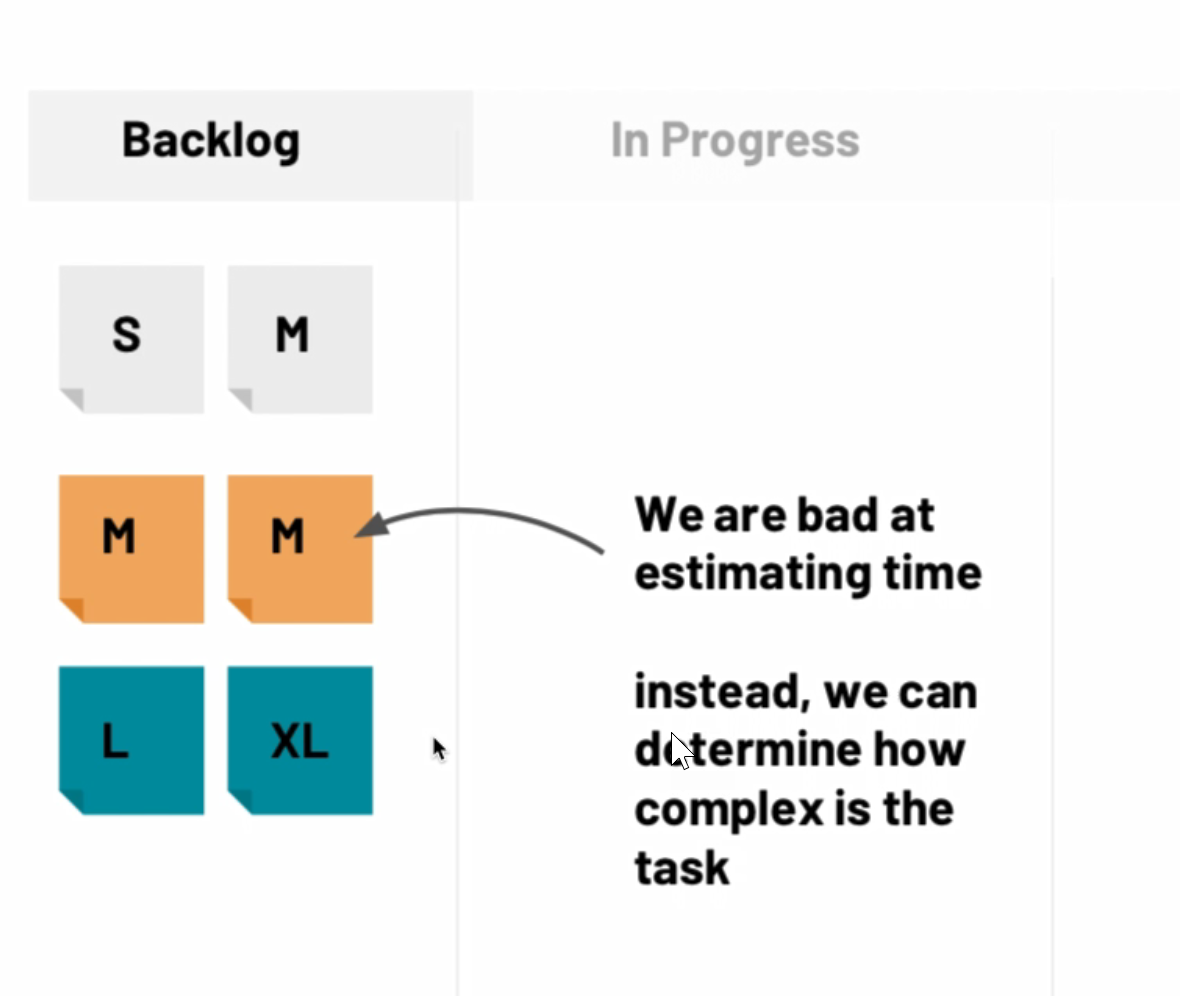 Backlog
In Progress
S
M
M
M
L
XL
We are bad at
estimating time
instead, we can
determine how
complex is the
task